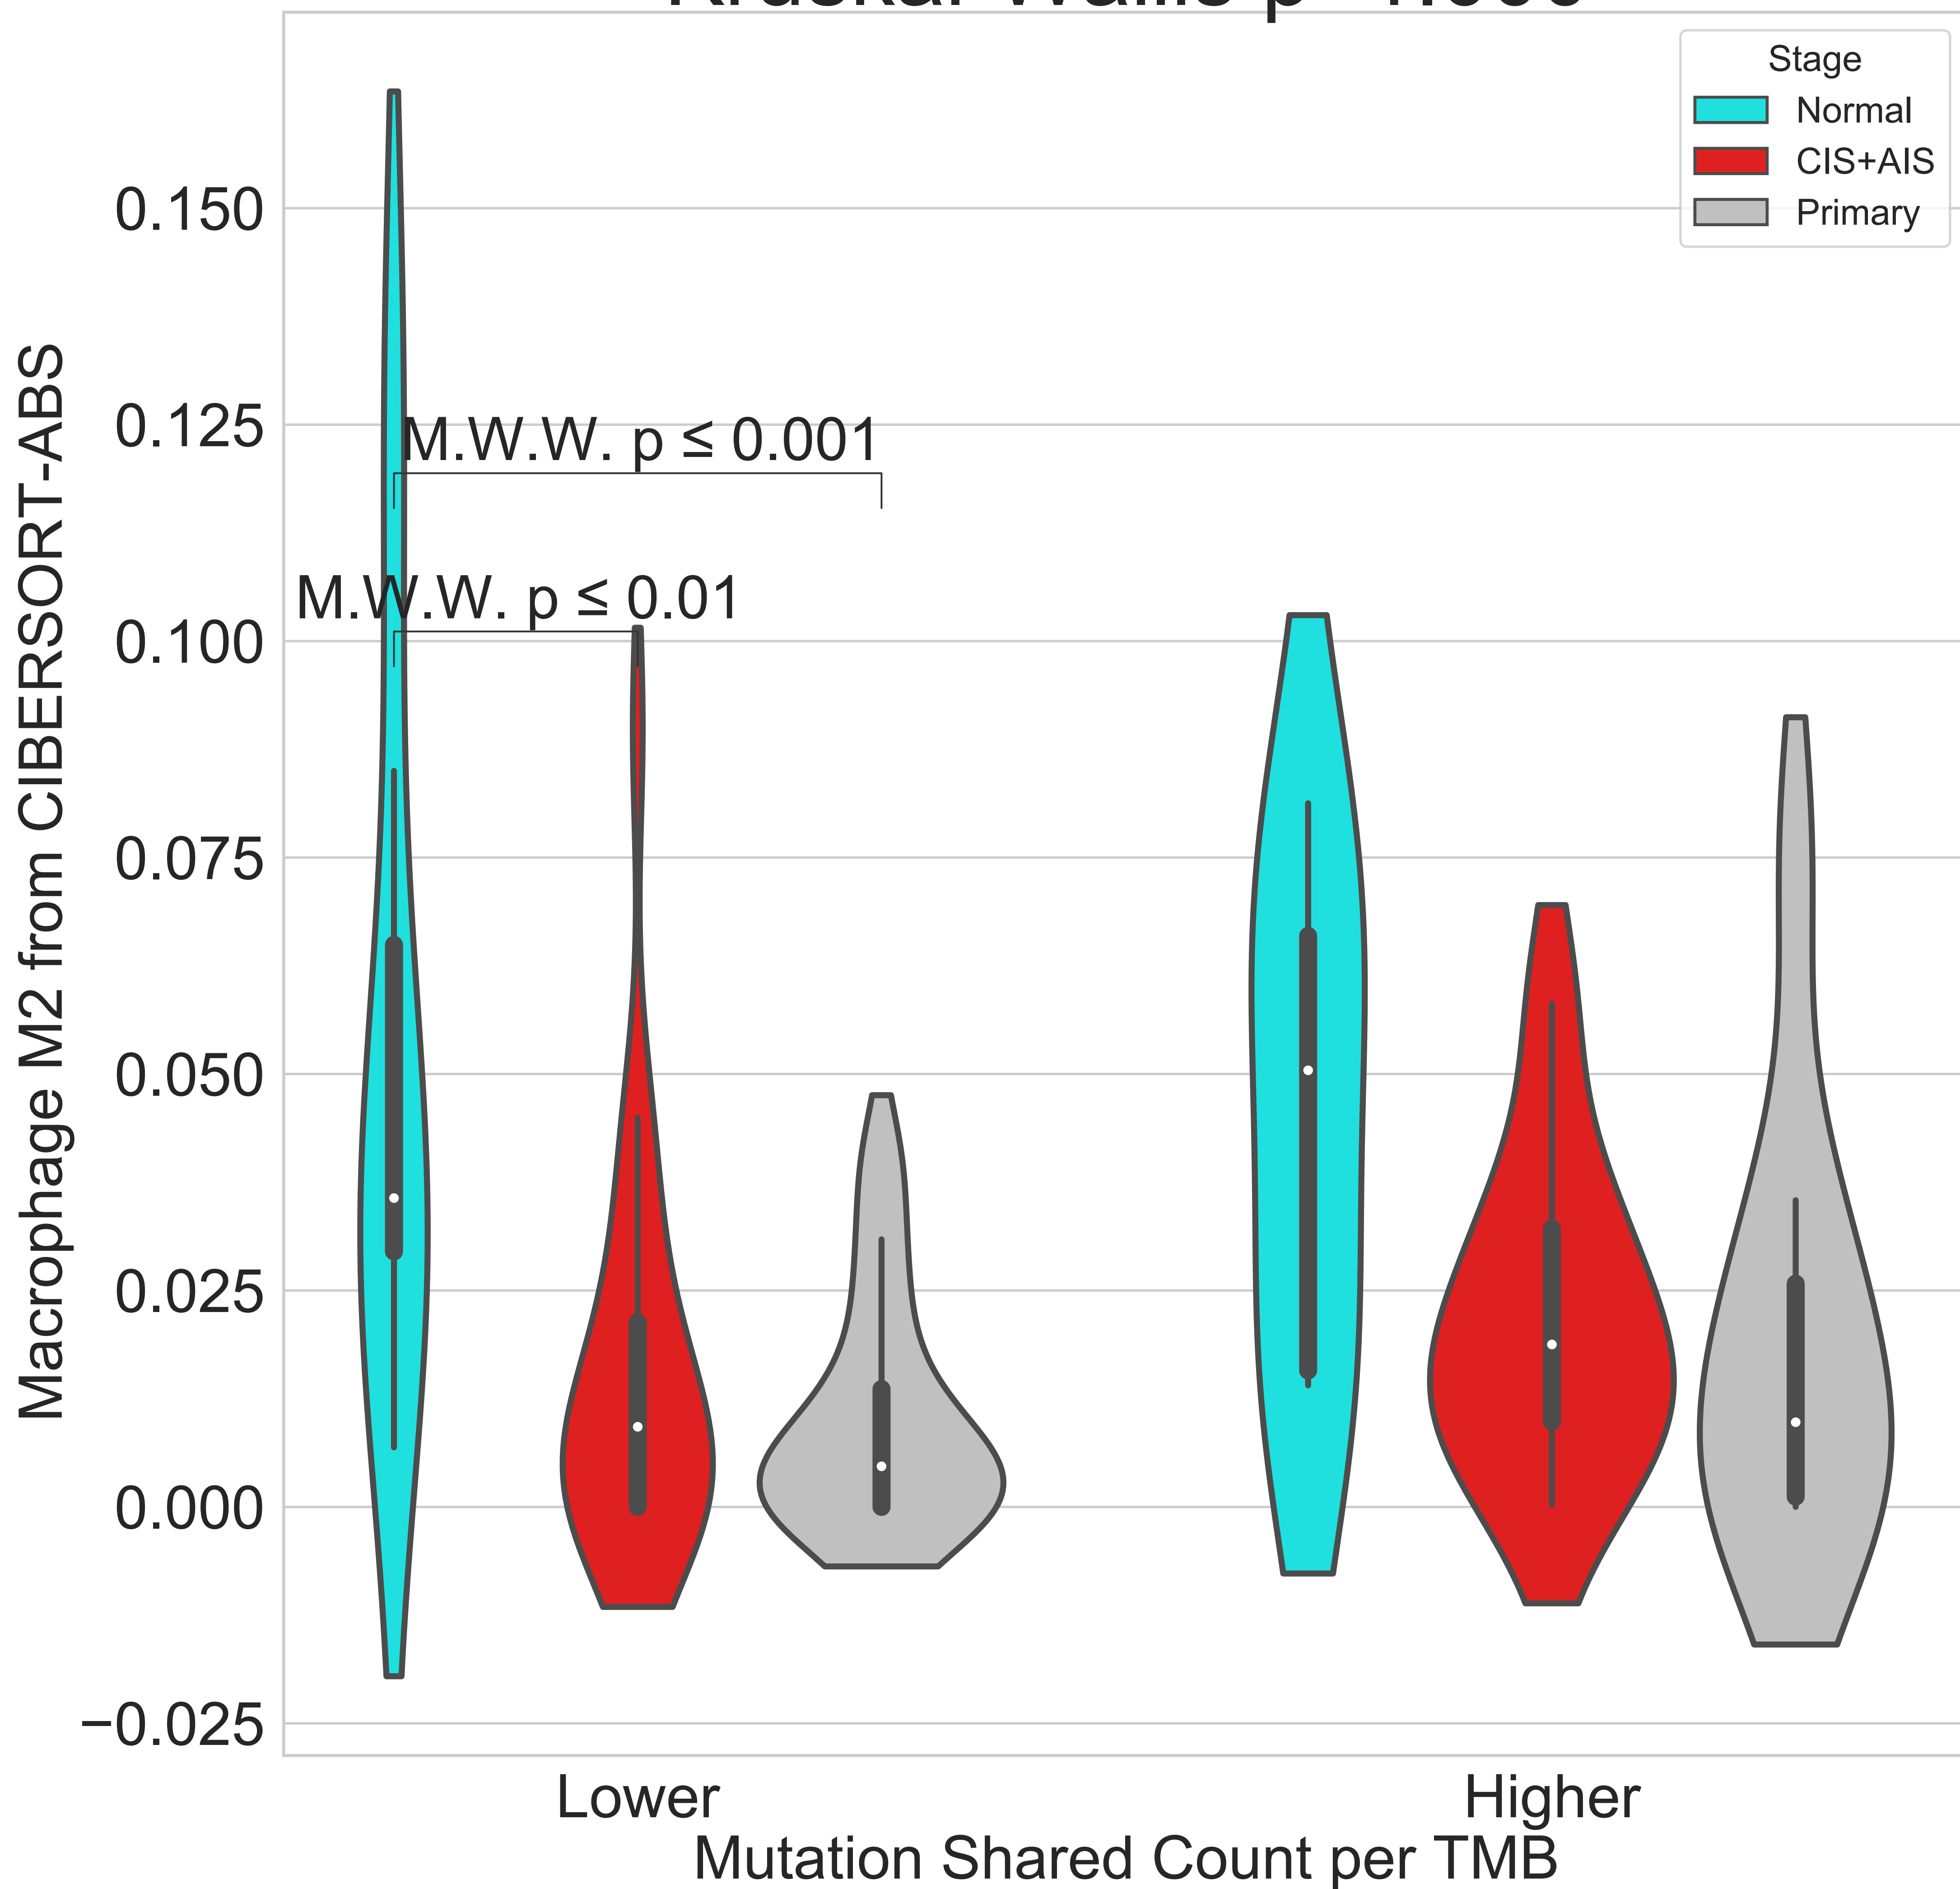 Stage
Normal
CIS+AIS
Primary
0.150
0.125
0.100
0.075
0.050
0.025
0.000
−0.025
Macrophage M2 from CIBERSORT-ABS
M.W.W. p ≤ 0.001
M.W.W. p ≤ 0.01
Lower
Higher
Mutation Shared Count per TMB